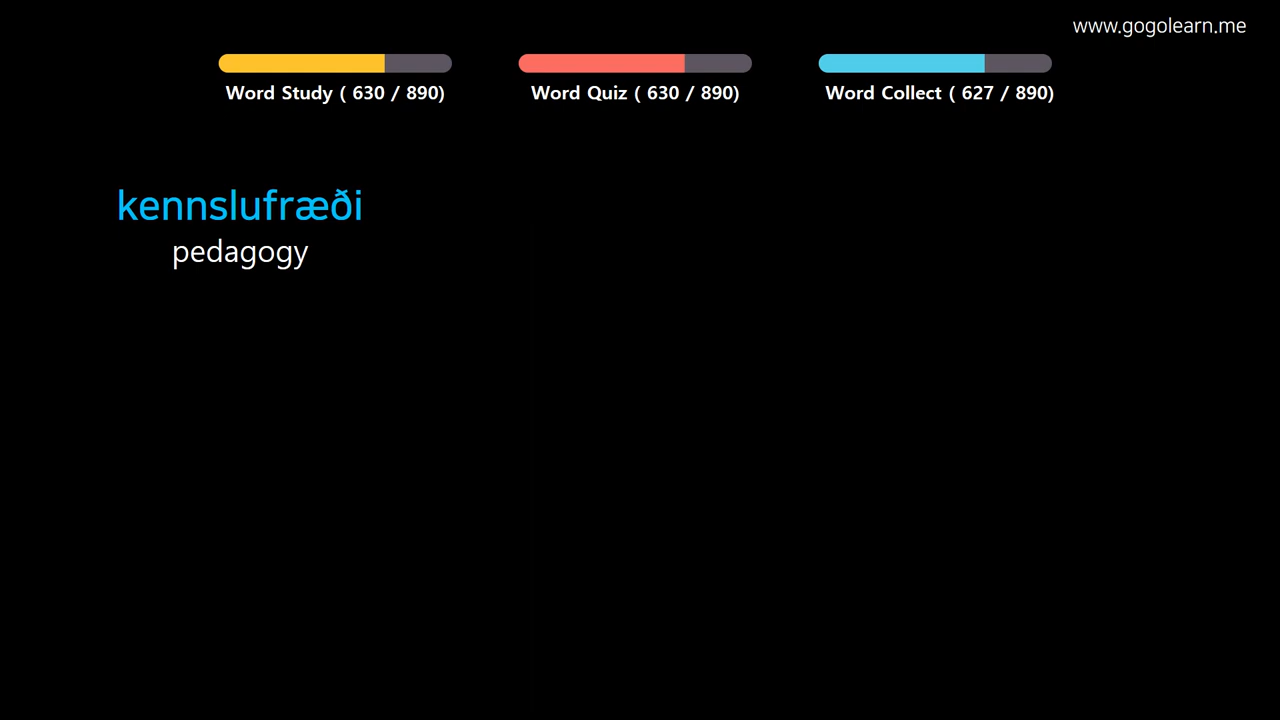 www.gogolearn.me
Word Study ( 630 / 890)
Word Quiz ( 630 / 890)
Word Collect ( 627 / 890)
kennslufræði
pedagogy